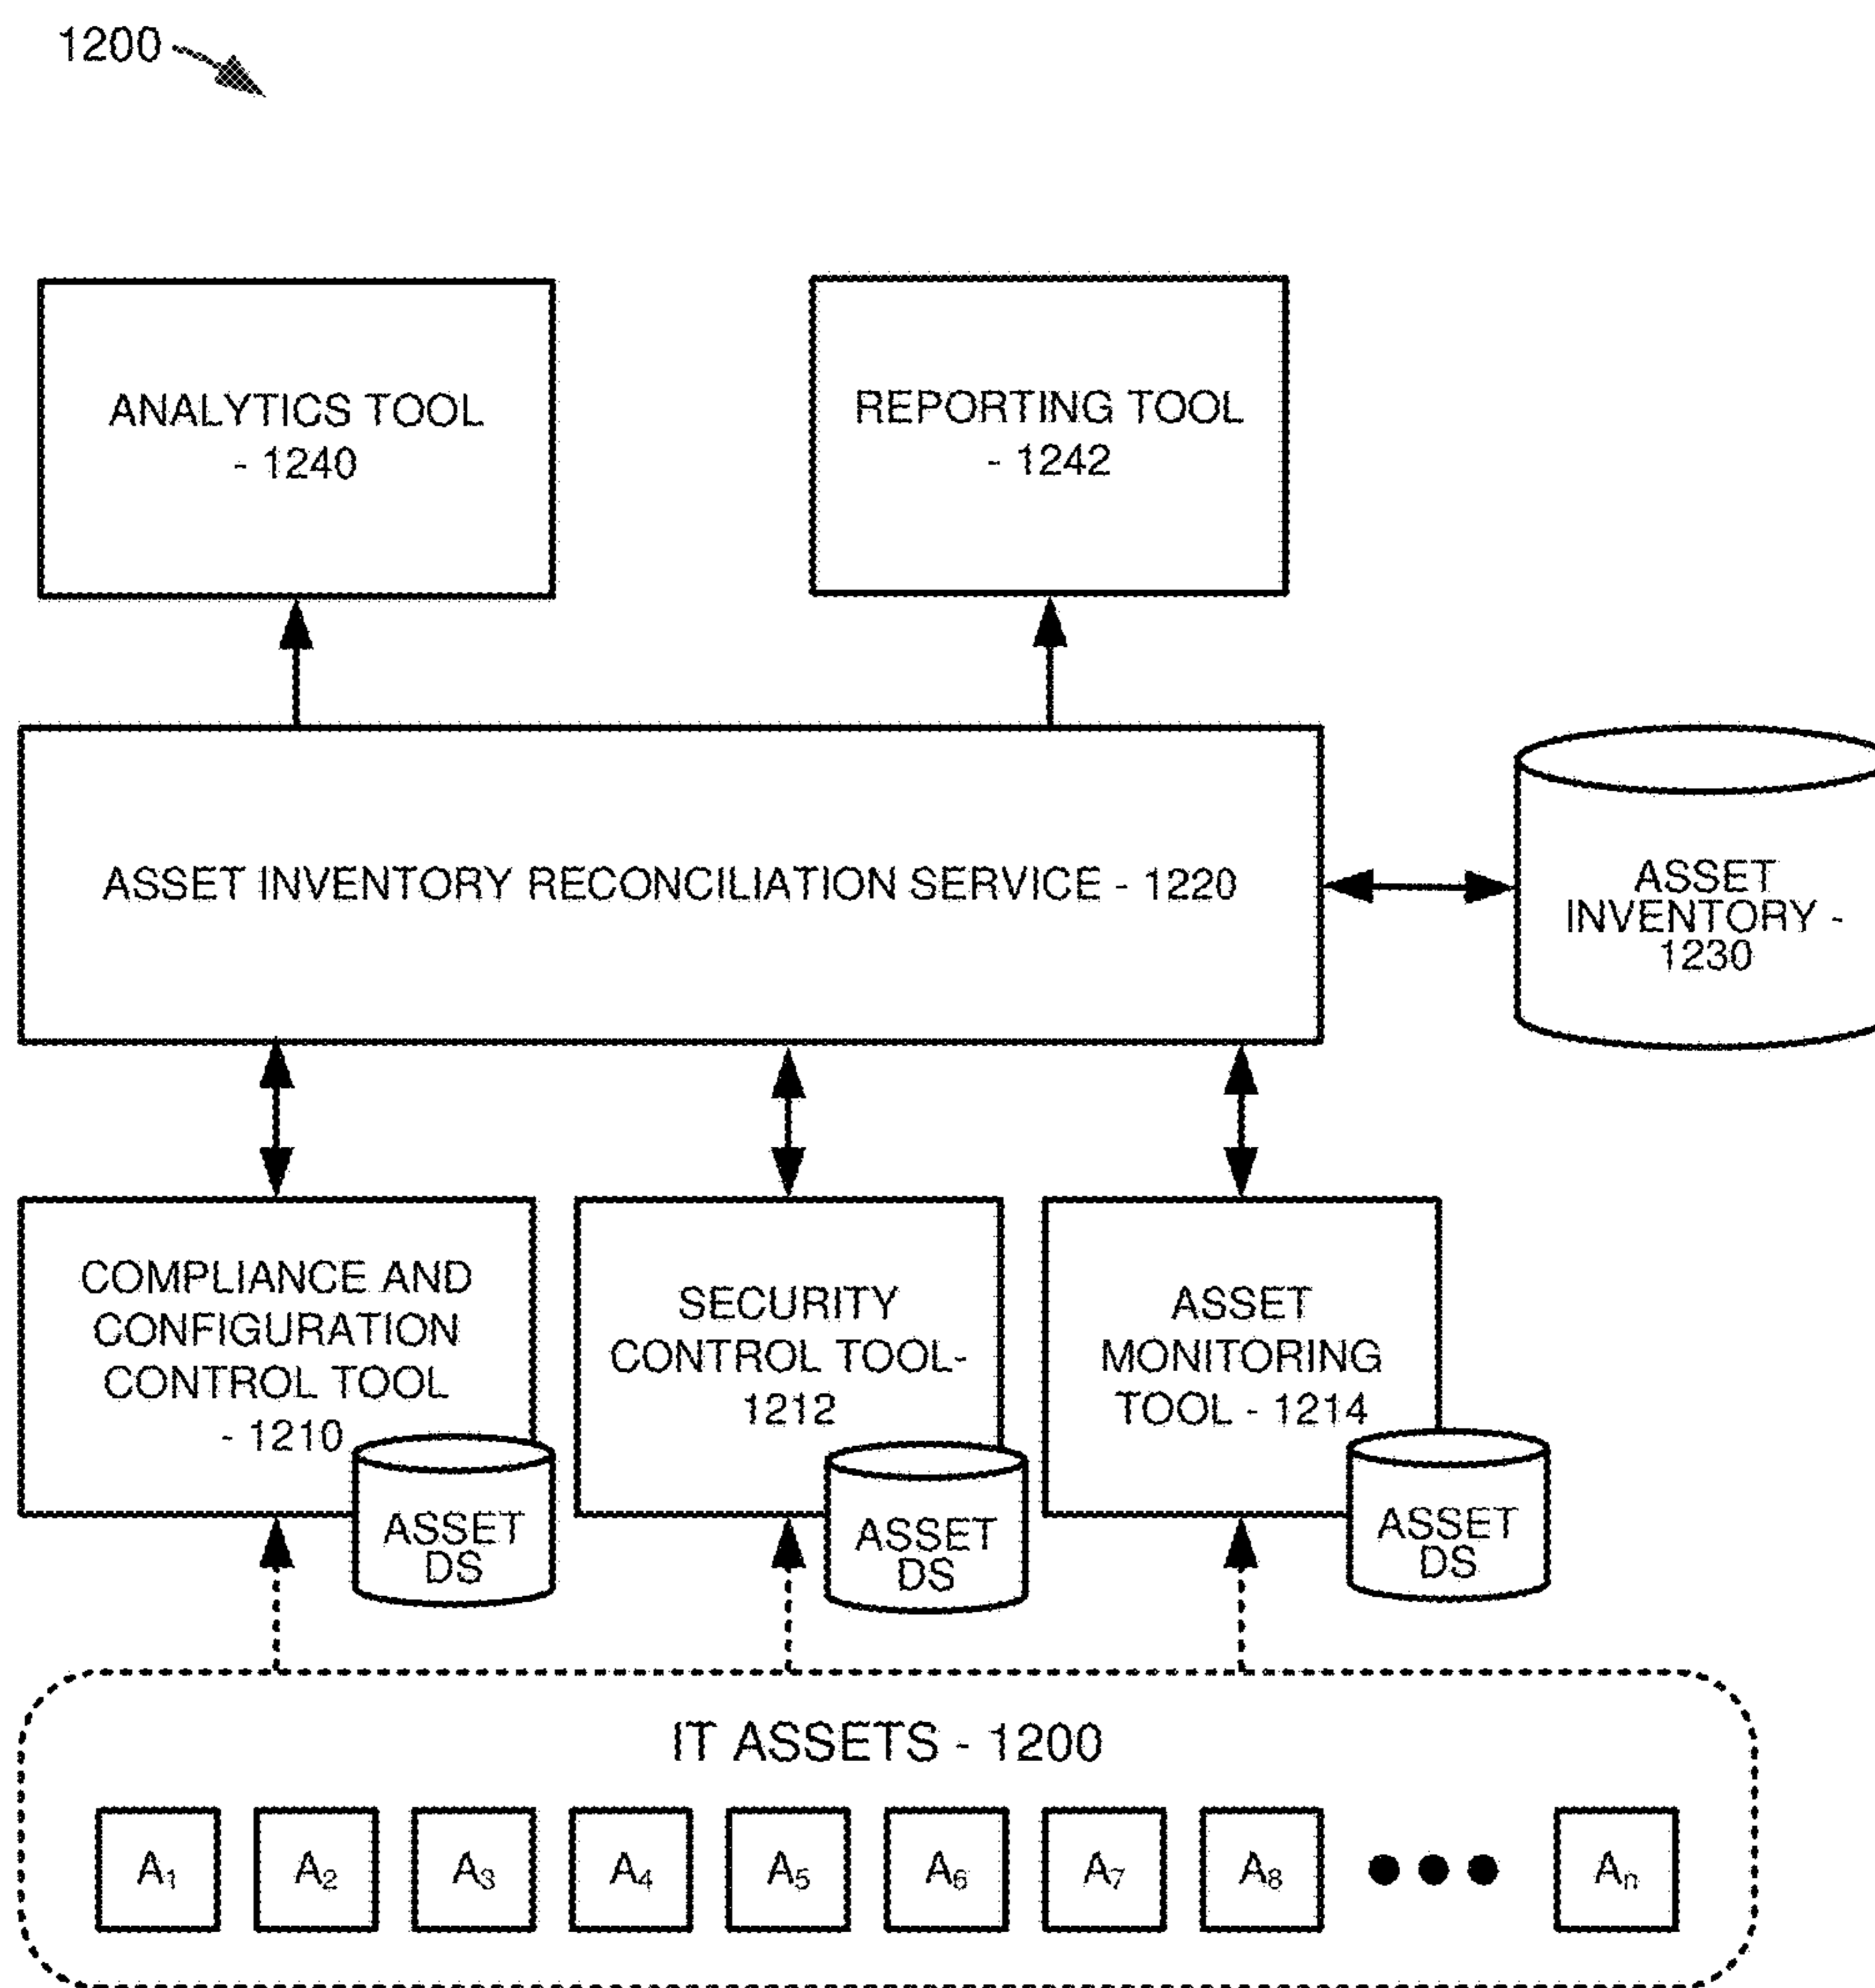 1200
ANALYTICS TOOL
- 1240
REPORTING TOOL
- 1242
ASSET INVENTORY RECONCILIATION SERVICE - 1220
ASSET
INVENTORY -
1230
COMPLIANCE AND
CONFIGURATION
CONTROL TOOL
- 1210
ASSET
DS
SECURITY
CONTROL TOOL-
1212
ASSET
DS
ASSET
MONITORING
TOOL - 1214
ASSET
DS
IT ASSETS - 1200
A₁ A₂ A₃ A₄ A₅ A₆ A₇ A₈ Aₙ